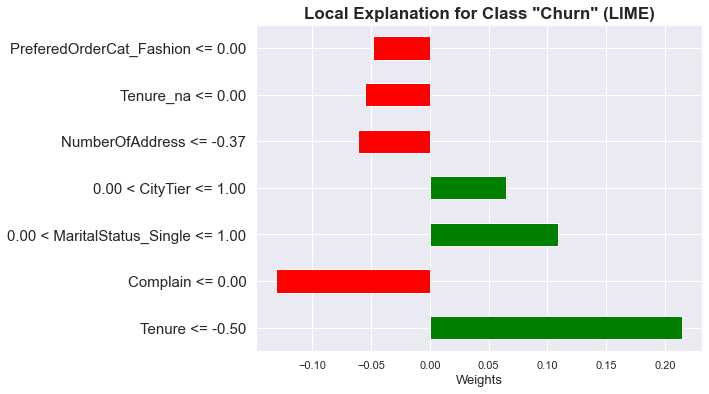 Local Explanation for Class "Churn" (LIME)
PreferedOrderCat_Fashion <= 0.00
Tenure_na <= 0.00
NumberOfAddress <= -0.37
0.00 < CityTier <= 1.00
0.00 < MaritalStatus_Single <= 1.00
Complain <= 0.00
Tenure <= -0.50
−0.10 −0.05 0.00 0.05 0.10 0.15 0.20
Weights